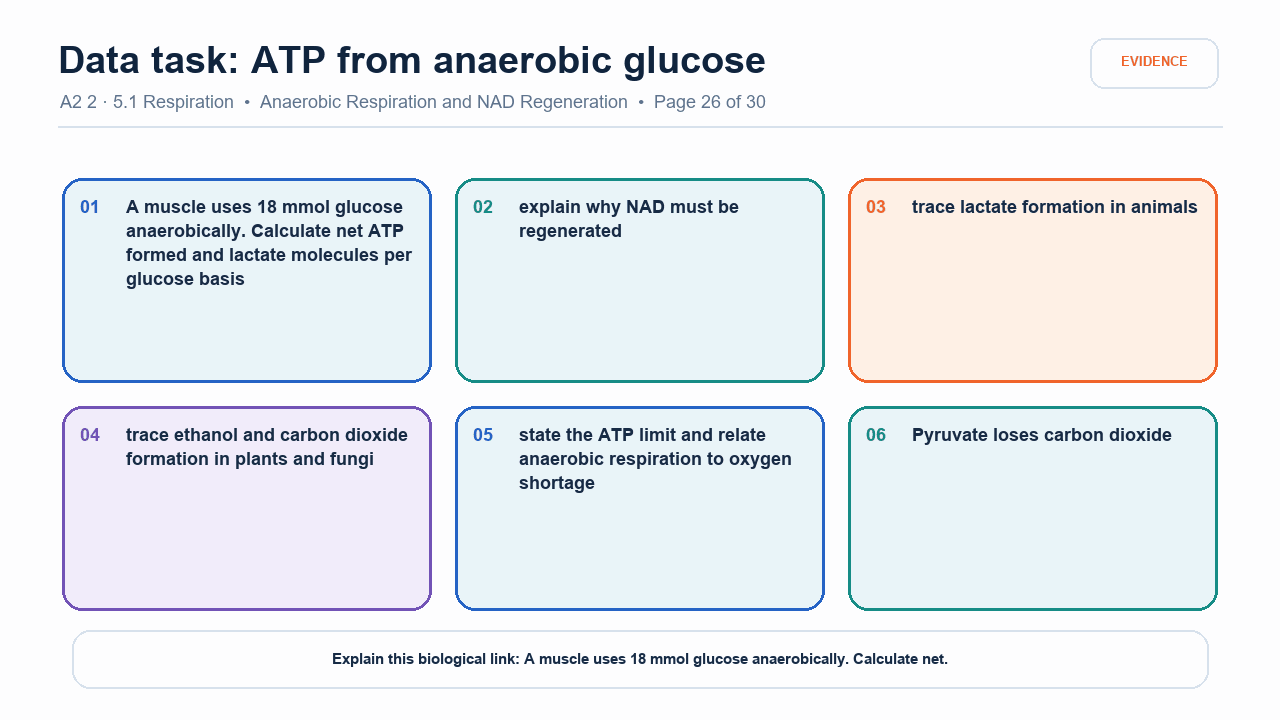 Data task: ATP from anaerobic glucose
EVIDENCE
A2 2 · 5.1 Respiration • Anaerobic Respiration and NAD Regeneration • Page 26 of 30
01
A muscle uses 18 mmol glucose
anaerobically. Calculate net ATP
formed and lactate molecules per
glucose basis
02
explain why NAD must be
regenerated
03
trace lactate formation in animals
04
trace ethanol and carbon dioxide
formation in plants and fungi
05
state the ATP limit and relate
anaerobic respiration to oxygen
shortage
06
Pyruvate loses carbon dioxide
Explain this biological link: A muscle uses 18 mmol glucose anaerobically. Calculate net.